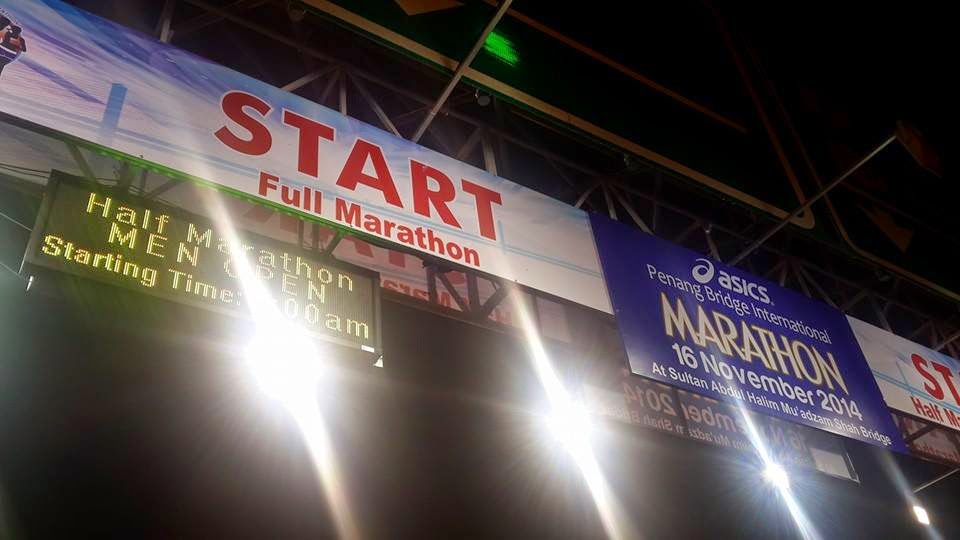 START
Full Marathon
Half Marathon
MEN OPEN
Starting Time: :00am
asics
Penang Bridge International
MARATHON
16 November 2014
At Sultan Abdul Halim Mu'adzam Shah Bridge
ST
Half M